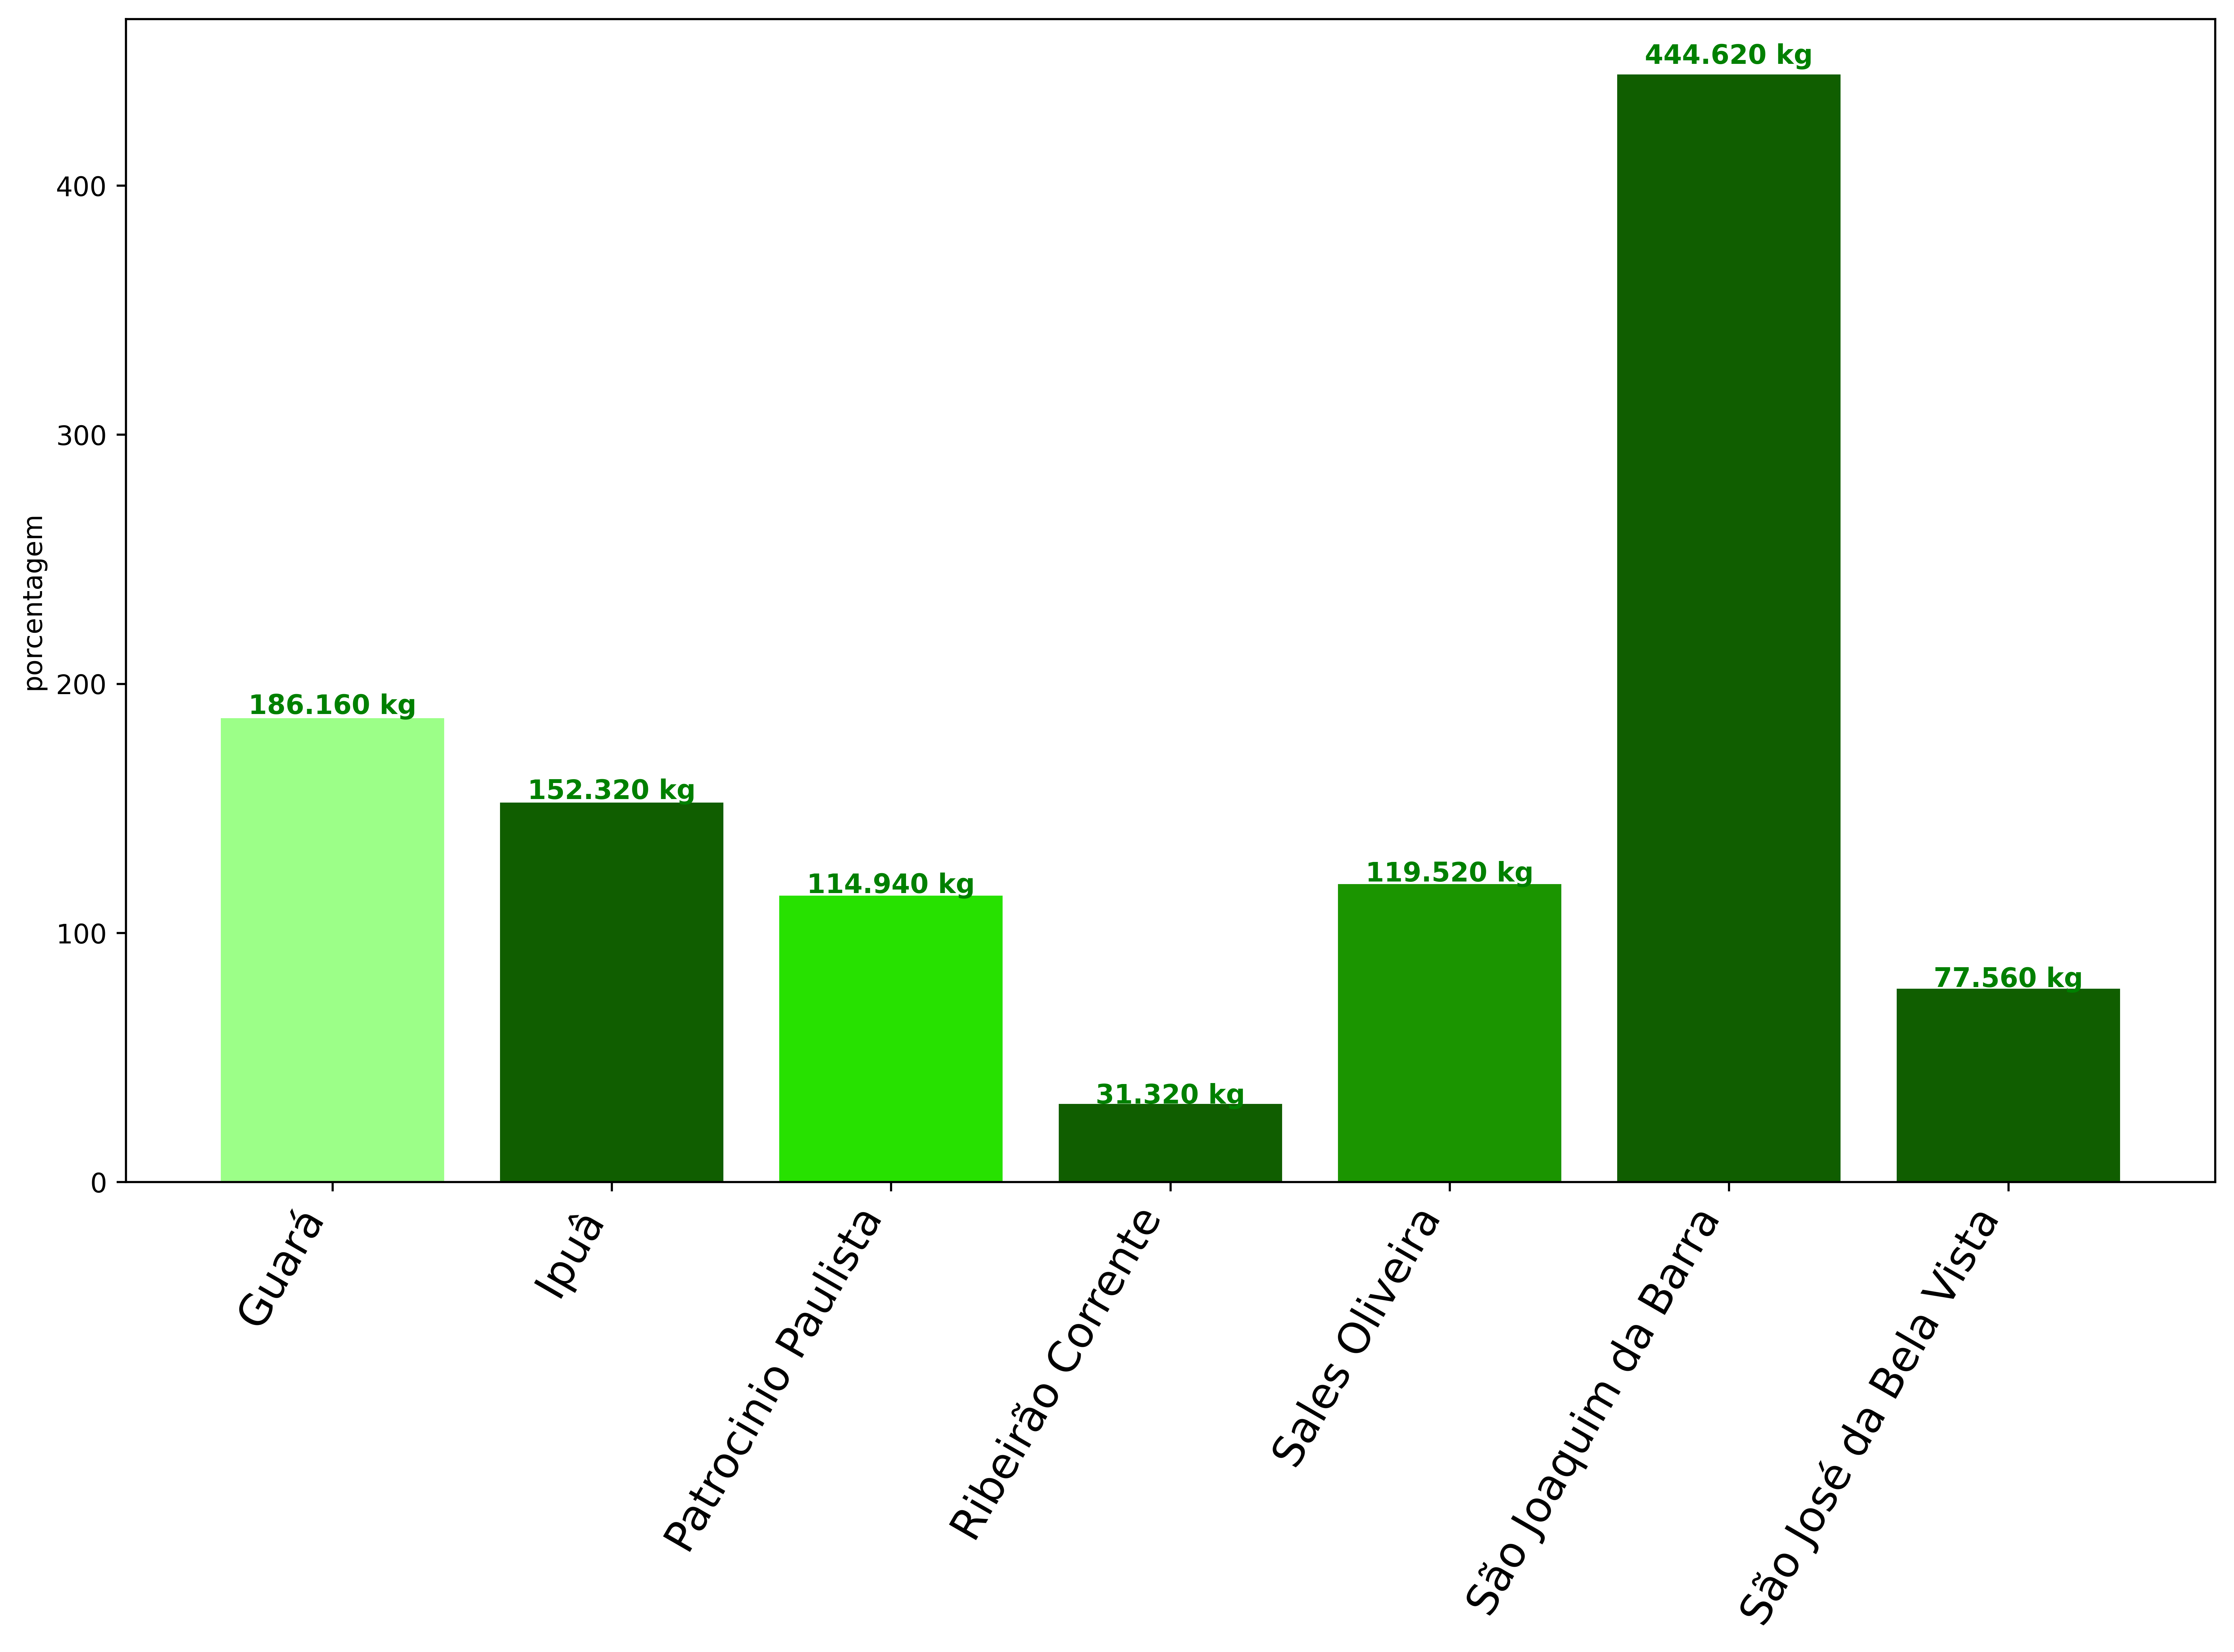 444.620 kg
400
300
porcentagem
200
186.160 kg
152.320 kg
114.940 kg
119.520 kg
100
77.560 kg
31.320 kg
0
Guará
Ipuâ
Patrocinio Paulista
Ribeirão Corrente
Sales Oliveira
São Joaquim da Barra
São José da Bela Vista